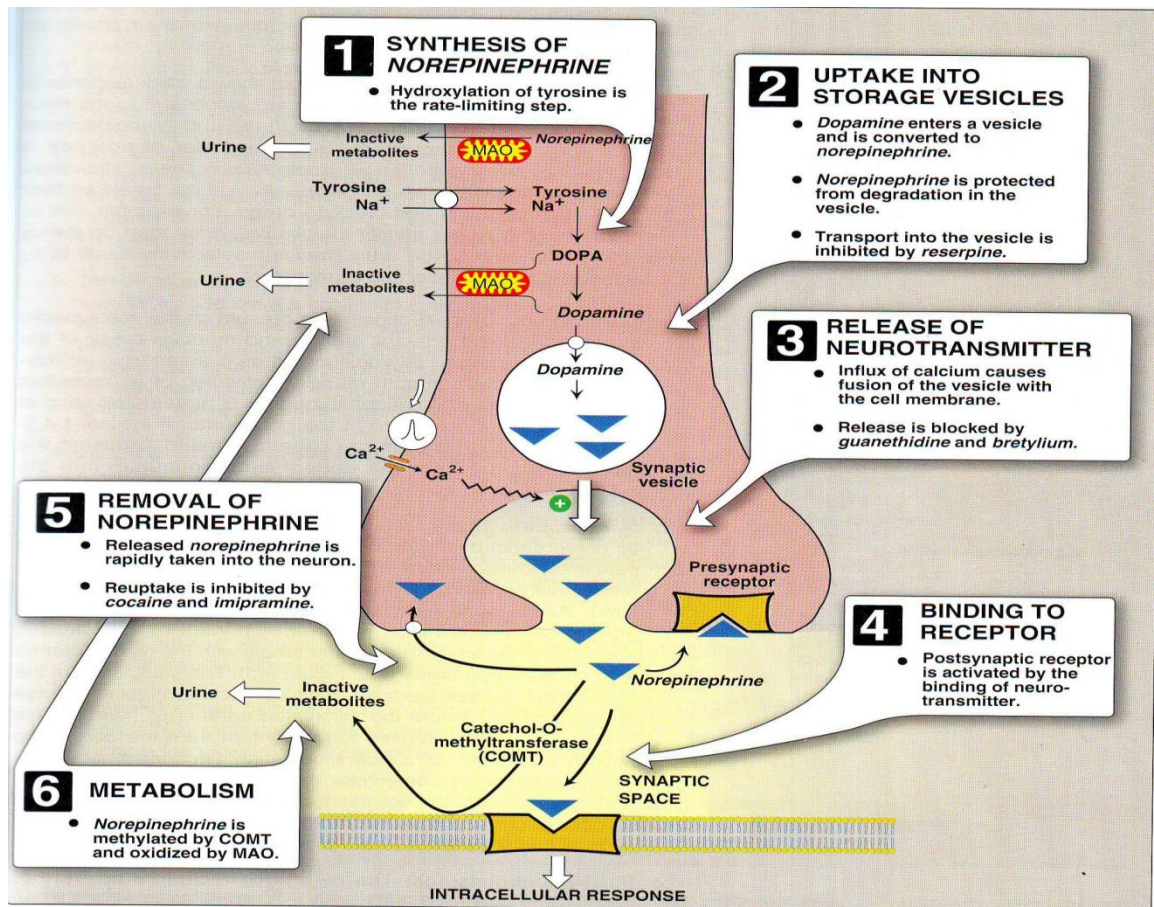 1 SYNTHESIS OF
NOREPINEPHRINE
• Hydroxylation of tyrosine is
the rate-limiting step.
2 UPTAKE INTO
STORAGE VESICLES
• Dopamine enters a vesicle
and is converted to
norepinephrine.
• Norepinephrine is protected
from degradation in the
vesicle.
• Transport into the vesicle is
inhibited by reserpine.
Urine
Inactive
metabolites
MAO
Norepinephrine
Tyrosine
Na+
Tyrosine
Na+
DOPA
Urine
Inactive
metabolites
MAO
Dopamine
Dopamine
3 RELEASE OF
NEUROTRANSMITTER
• Influx of calcium causes
fusion of the vesicle with
the cell membrane.
• Release is blocked by
guanethidine and bretylium.
Ca2+
Ca2+
+
Synaptic
vesicle
5 REMOVAL OF
NOREPINEPHRINE
• Released norepinephrine is
rapidly taken into the neuron.
• Reuptake is inhibited by
cocaine and imipramine.
Presynaptic
receptor
4 BINDING TO
RECEPTOR
• Postsynaptic receptor
is activated by the
binding of neuro-
transmitter.
Norepinephrine
Urine
Inactive
metabolites
Catechol-O-
methyltransferase
(COMT)
SYNAPTIC
SPACE
6 METABOLISM
• Norepinephrine is
methylated by COMT
and oxidized by MAO.
INTRACELLULAR RESPONSE